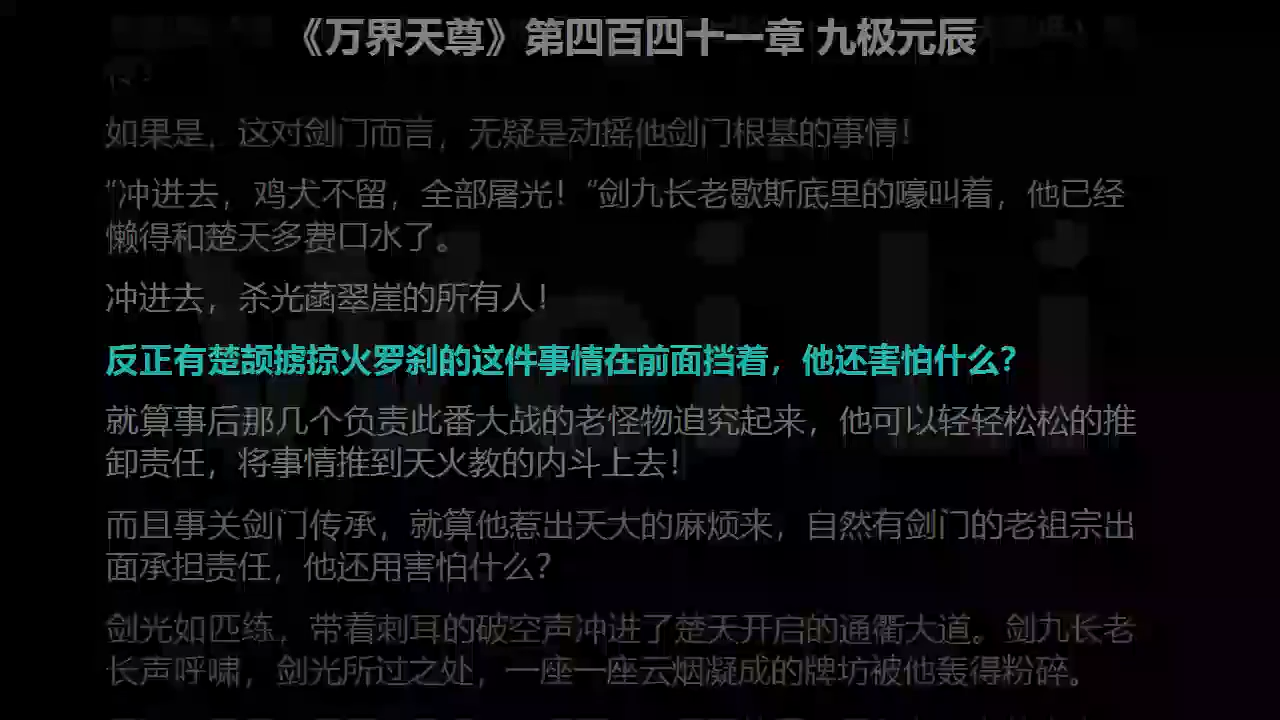 《万界天尊》第四百四十一章 九极元辰
如果是，这对剑门而言，无疑是动摇他剑门根基的事情！
“冲进去，鸡犬不留，全部屠光！“剑九长老歇斯底里的嚎叫着，他已经
懒得和楚天多费口水了。
冲进去，杀光菡翠崖的所有人！
反正有楚颉掳掠火罗刹的这件事情在前面挡着，他还害怕什么？
就算事后那几个负责此番大战的老怪物追究起来，他可以轻轻松松的推
卸责任，将事情推到天火教的内斗上去！
而且事关剑门传承，就算他惹出天大的麻烦来，自然有剑门的老祖宗出
面承担责任，他还用害怕什么？
剑光如匹练，带着刺耳的破空声冲进了楚天开启的通衢大道。剑九长老
长声呼啸，剑光所过之处，一座一座云烟凝成的牌坊被他轰得粉碎。
Wei Li